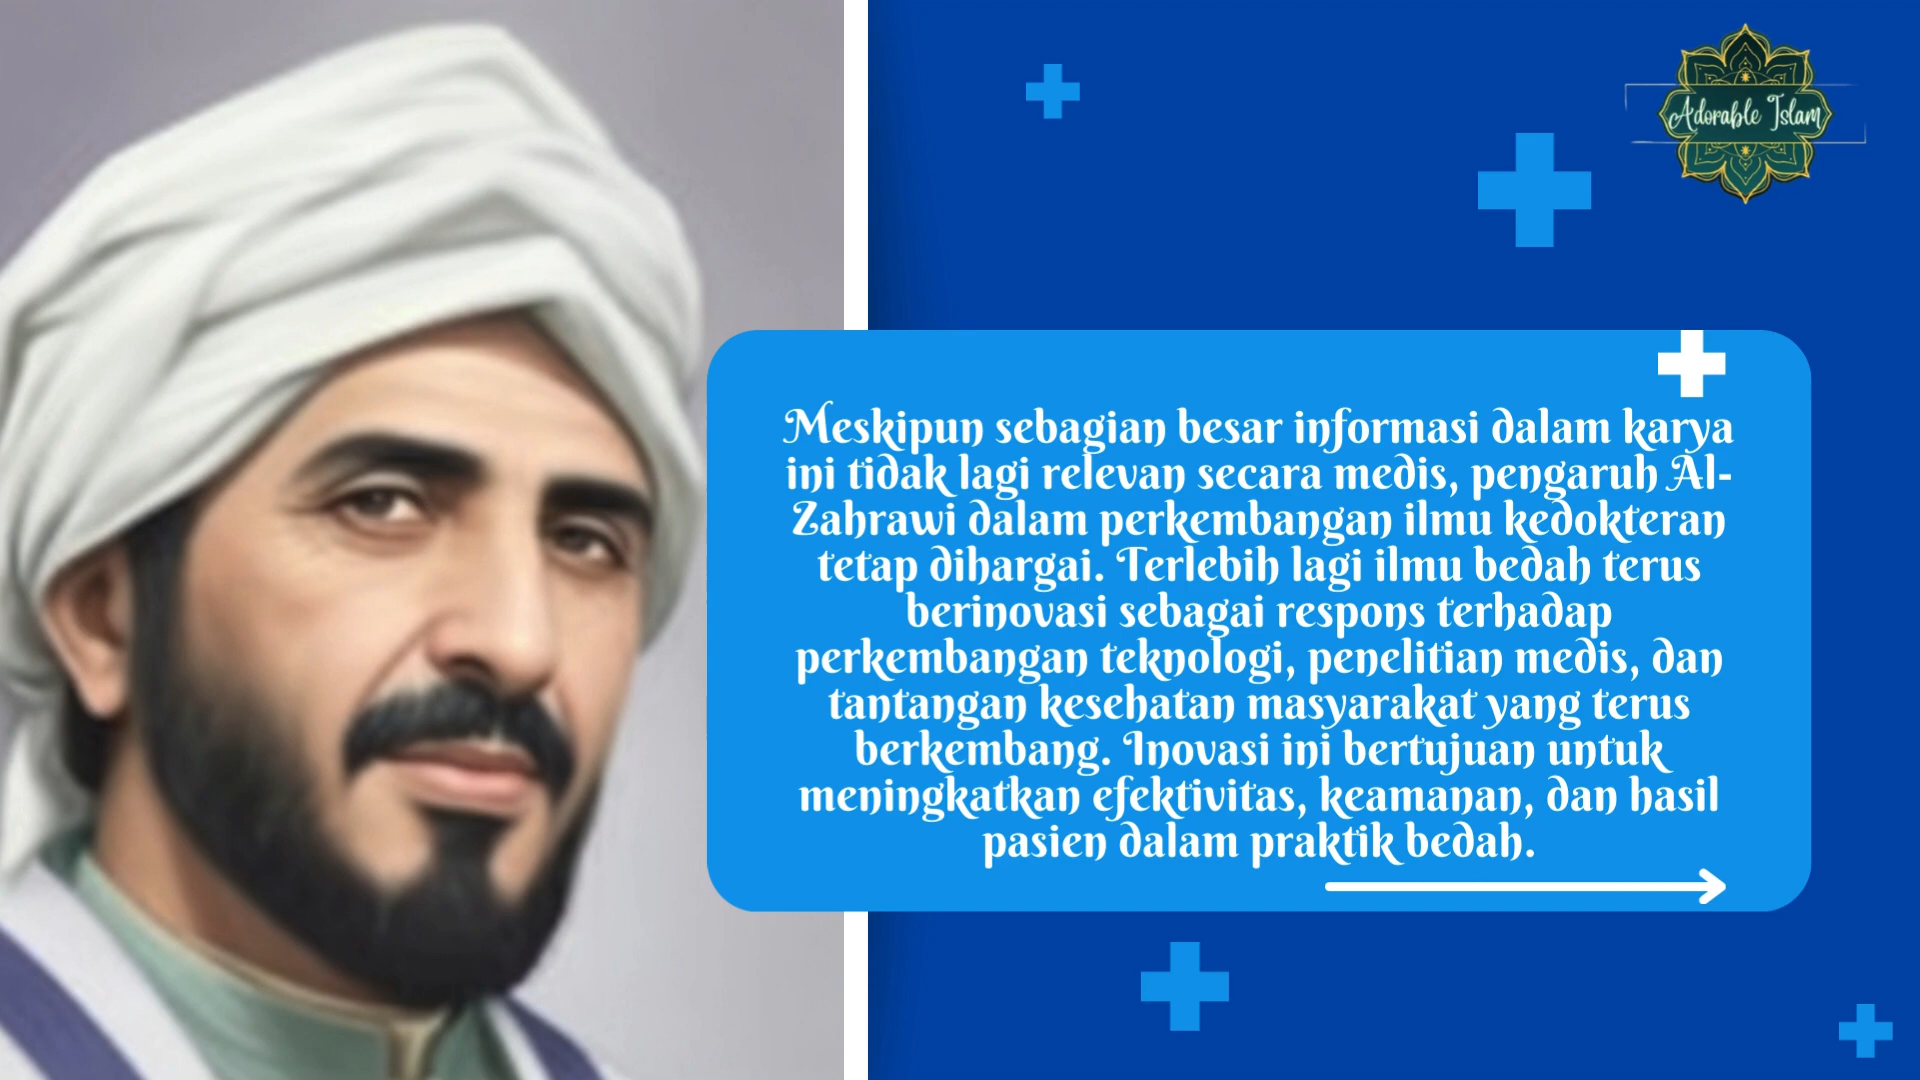 Adorable Islam
Meskipun sebagian besar informasi dalam karya
ini tidak lagi relevan secara medis, pengaruh Al-
Zahrawi dalam perkembangan ilmu kedokteran
tetap dihargai. Terlebih lagi ilmu bedah terus
berinovasi sebagai respons terhadap
perkembangan teknologi, penelitian medis, dan
tantangan kesehatan masyarakat yang terus
berkembang. Inovasi ini bertujuan untuk
meningkatkan efektivitas, keamanan, dan hasil
pasien dalam praktik bedah.